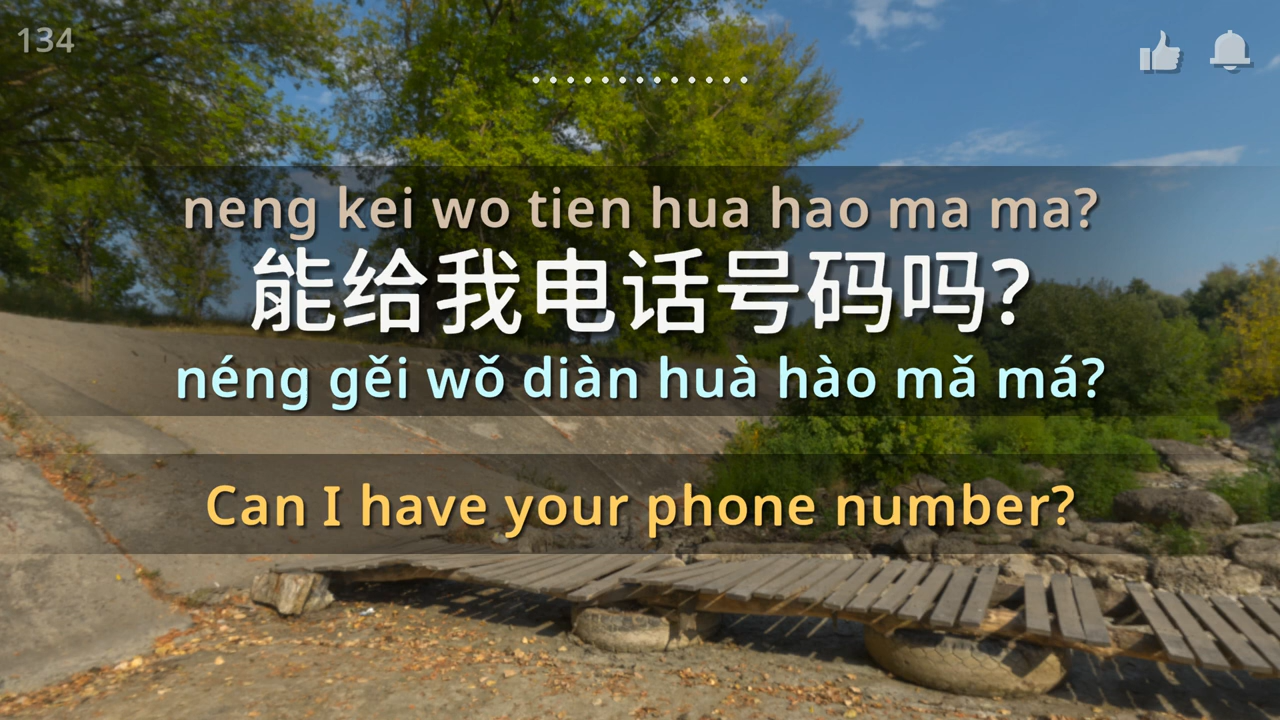 134
neng kei wo tien hua hao ma ma?
能给我电话号码吗?
néng gěi wǒ diàn huà hào mǎ má?
Can I have your phone number?